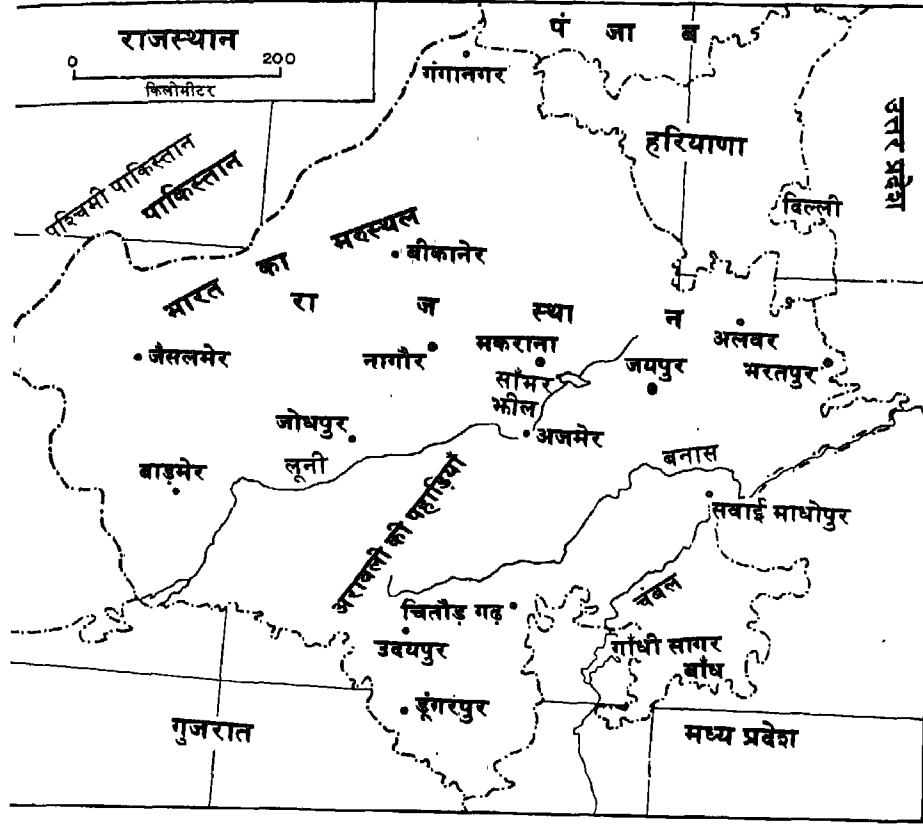 राजस्थान
0 200
किलोमीटर
पंजाब
गंगानगर
हरियाणा
उत्तर प्रदेश
पश्चिमी पाकिस्तान
पाकिस्तान
दिल्ली
भारत का मरुस्थल
बीकानेर
राजस्थान
अलवर
जैसलमेर
नागौर
मकराना
जयपुर
भरतपुर
साँभर
झील
जोधपुर
अजमेर
लूनी
बनास
बाड़मेर
सवाई माधोपुर
अरावली की पहाड़ियाँ
चंबल
चितौड़ गढ़
उदयपुर
गाँधी सागर
बाँध
डूंगरपुर
गुजरात
मध्य प्रदेश